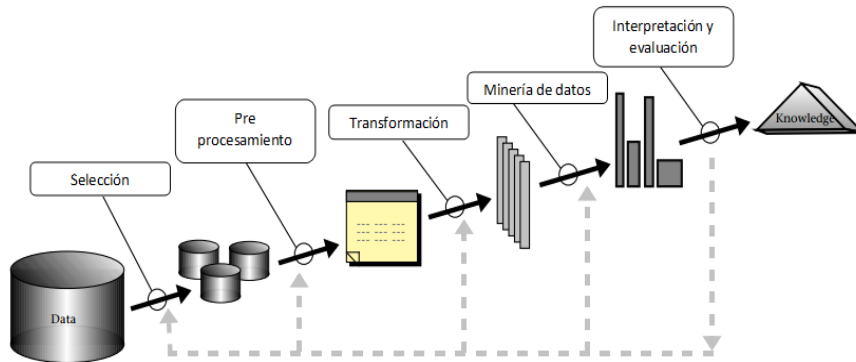 Selección
Pre
procesamiento
Transformación
Minería de datos
Interpretación y
evaluación
Data
Knowledge